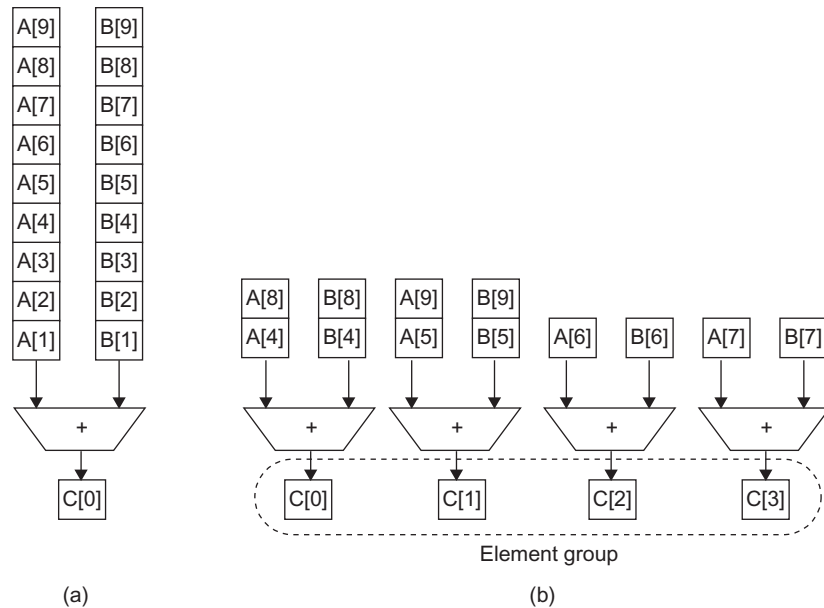 A[9] B[9]
A[8] B[8]
A[7] B[7]
A[6] B[6]
A[5] B[5]
A[4] B[4]
A[3] B[3]
A[2] B[2]
A[1] B[1]
+
C[0]
(a)
A[8] B[8] A[9] B[9]
A[4] B[4] A[5] B[5] A[6] B[6] A[7] B[7]
+ + + +
C[0] C[1] C[2] C[3]
Element group
(b)